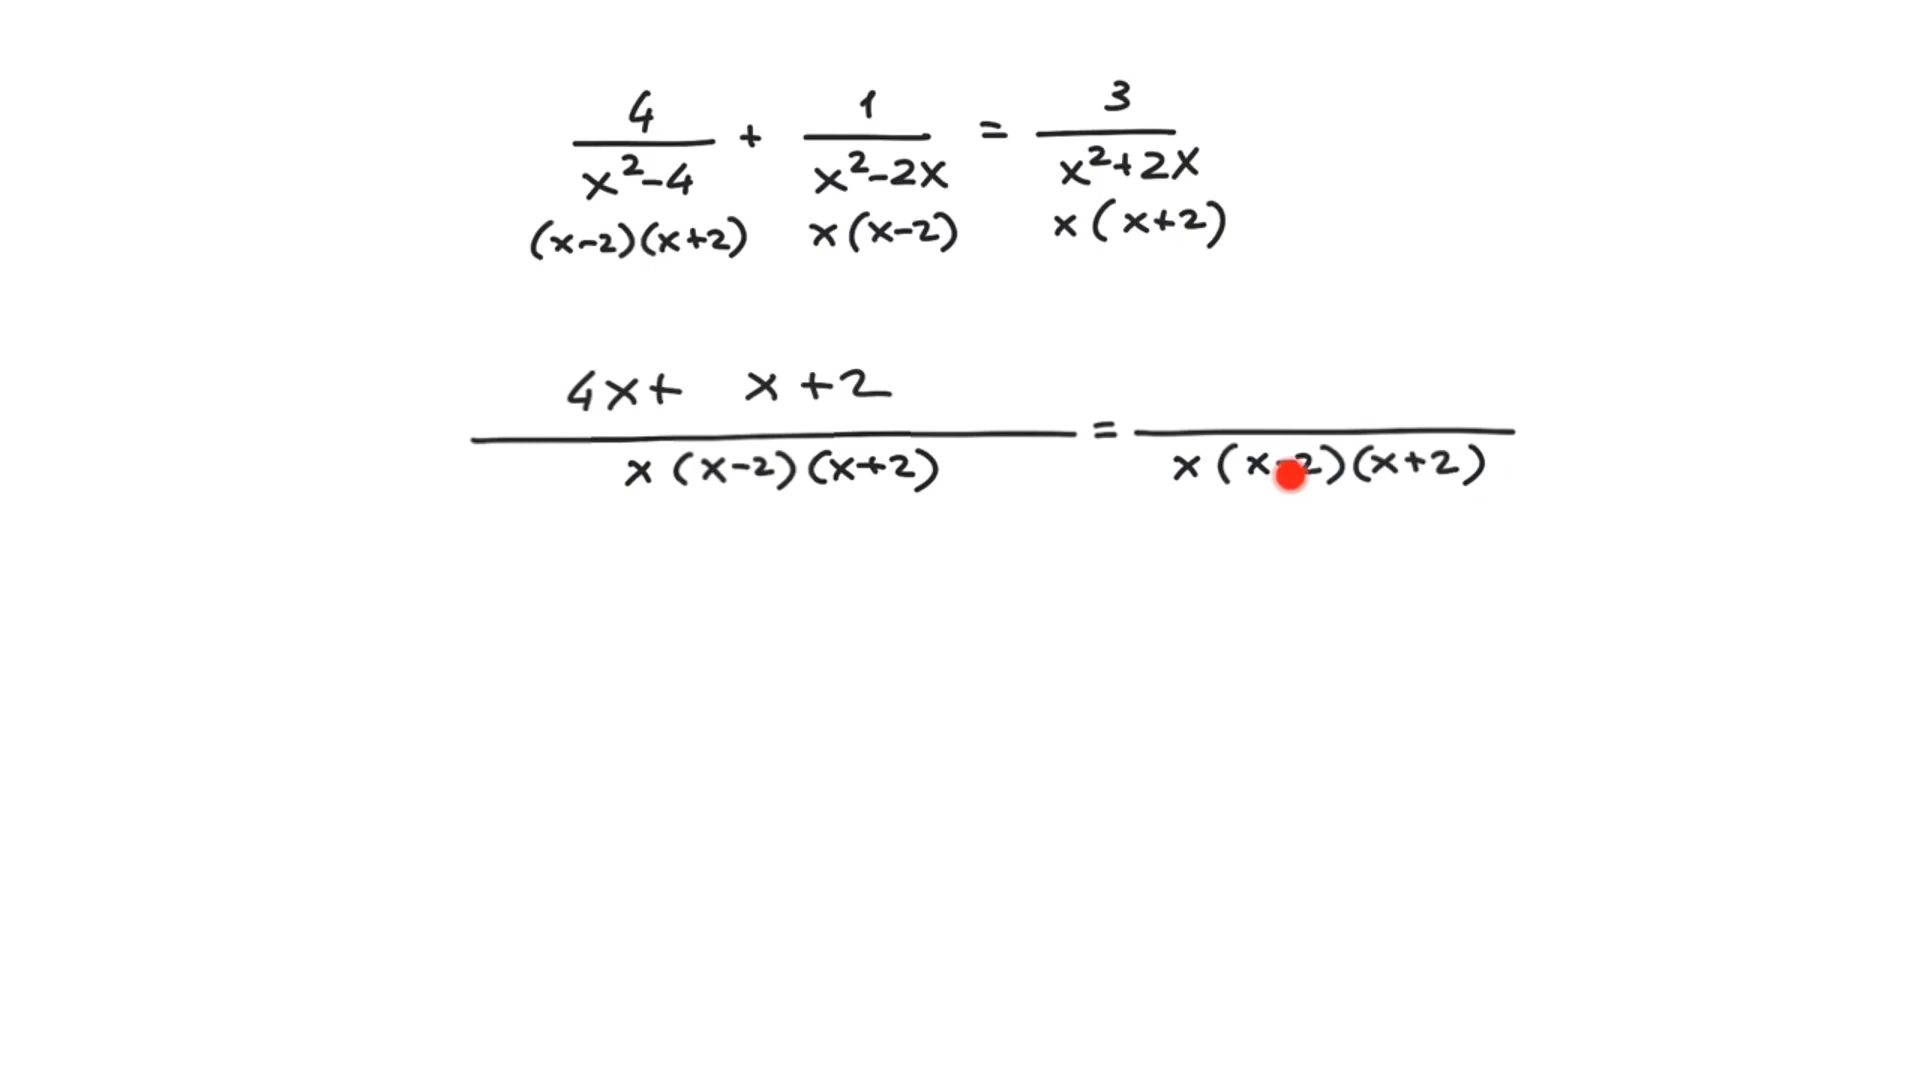 4/(x²-4) + 1/(x²-2x) = 3/(x²+2x)
(x-2)(x+2) x(x-2) x(x+2)
(4x+ x+2)/(x(x-2)(x+2)) = /(x(x-2)(x+2))